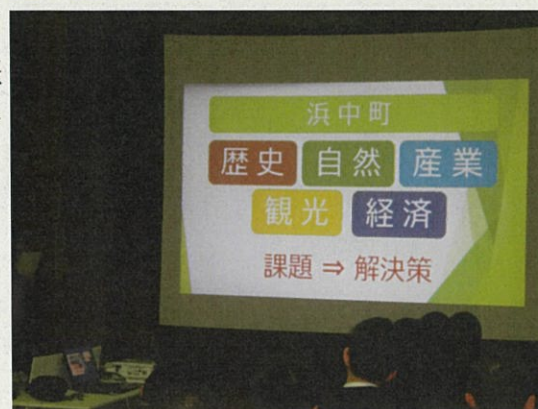 浜中町
歴史 自然 産業
観光 経済
課題 ⇒ 解決策